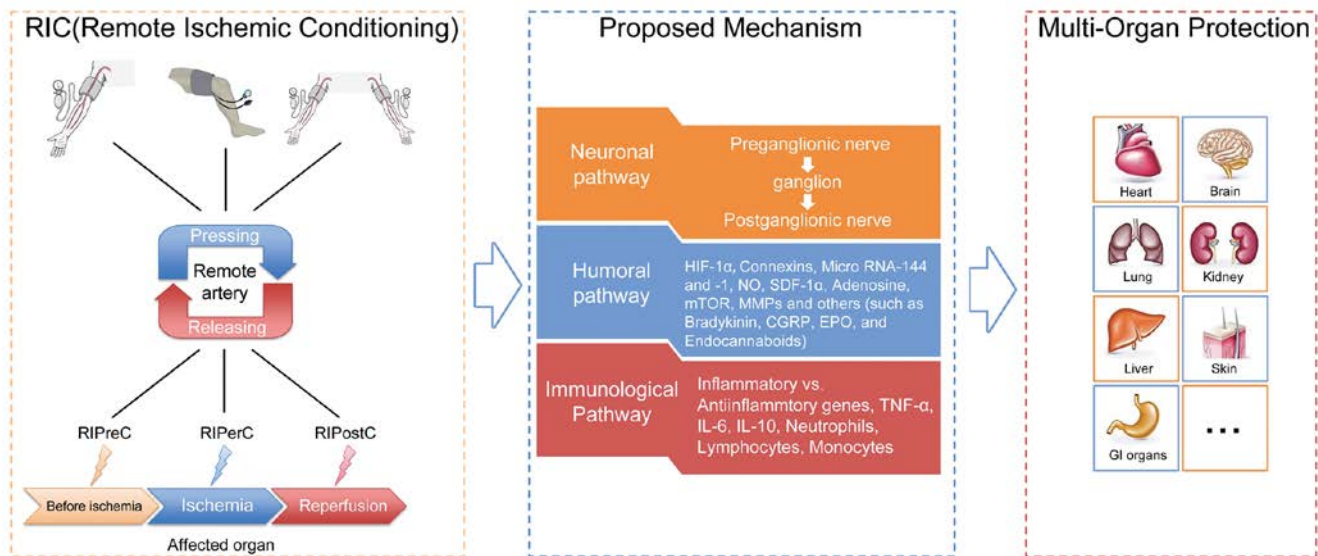 RIC(Remote Ischemic Conditioning)
Pressing
Remote
artery
Releasing
RIPreC
RIPerC
RIPostC
Before ischemia
Ischemia
Reperfusion
Affected organ
Proposed Mechanism
Neuronal
pathway
Preganglionic nerve
ganglion
Postganglionic nerve
Humoral
pathway
HIF-1α, Connexins, Micro RNA-144
and -1, NO, SDF-1α, Adenosine,
mTOR, MMPs and others (such as
Bradykinin, CGRP, EPO, and
Endocannaboids)
Immunological
Pathway
Inflammatory vs.
Antiinflammtory genes, TNF-α,
IL-6, IL-10, Neutrophils,
Lymphocytes, Monocytes
Multi-Organ Protection
Heart
Brain
Lung
Kidney
Liver
Skin
GI organs
...